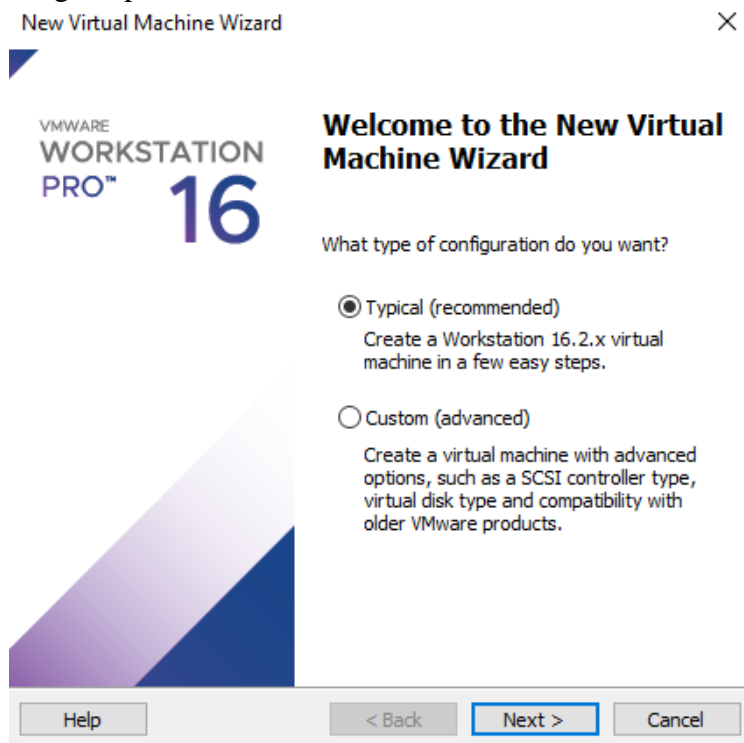 New Virtual Machine Wizard
VMWARE
WORKSTATION
PRO™ 16
Welcome to the New Virtual
Machine Wizard
What type of configuration do you want?
Typical (recommended)
Create a Workstation 16.2.x virtual
machine in a few easy steps.
Custom (advanced)
Create a virtual machine with advanced
options, such as a SCSI controller type,
virtual disk type and compatibility with
older VMware products.
Help < Back Next > Cancel